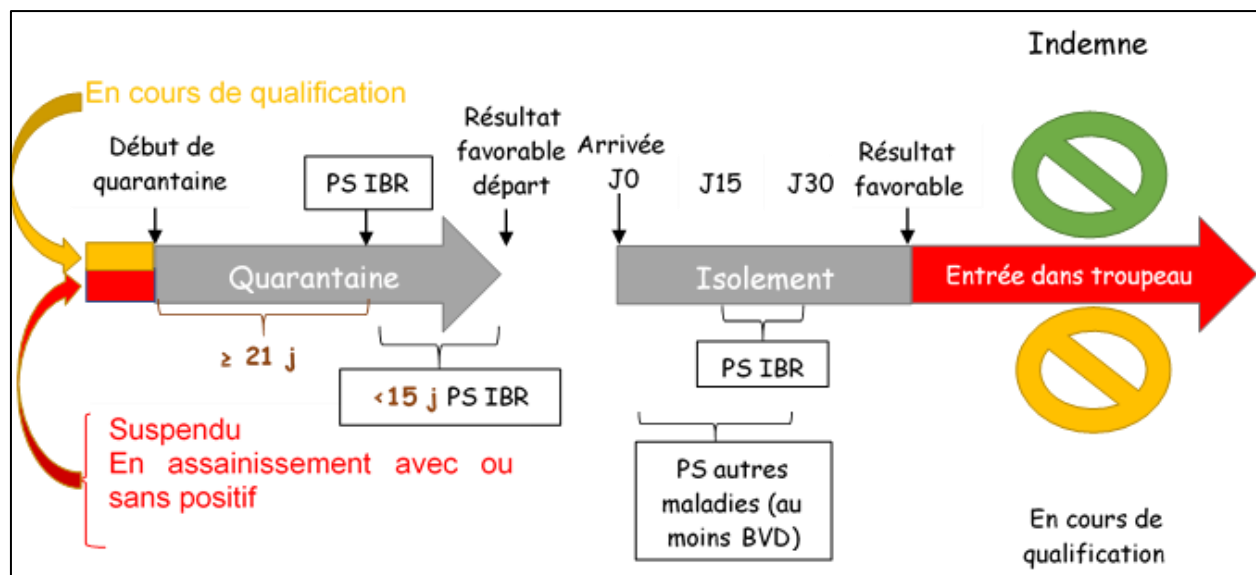 Indemne
En cours de qualification
Début de
quarantaine
PS IBR
Résultat
favorable
départ
Arrivée
J0
J15
J30
Résultat
favorable
Quarantaine
Isolement
Entrée dans troupeau
≥ 21 j
<15 j PS IBR
PS IBR
Suspendu
En assainissement avec ou
sans positif
PS autres
maladies (au
moins BVD)
En cours de
qualification